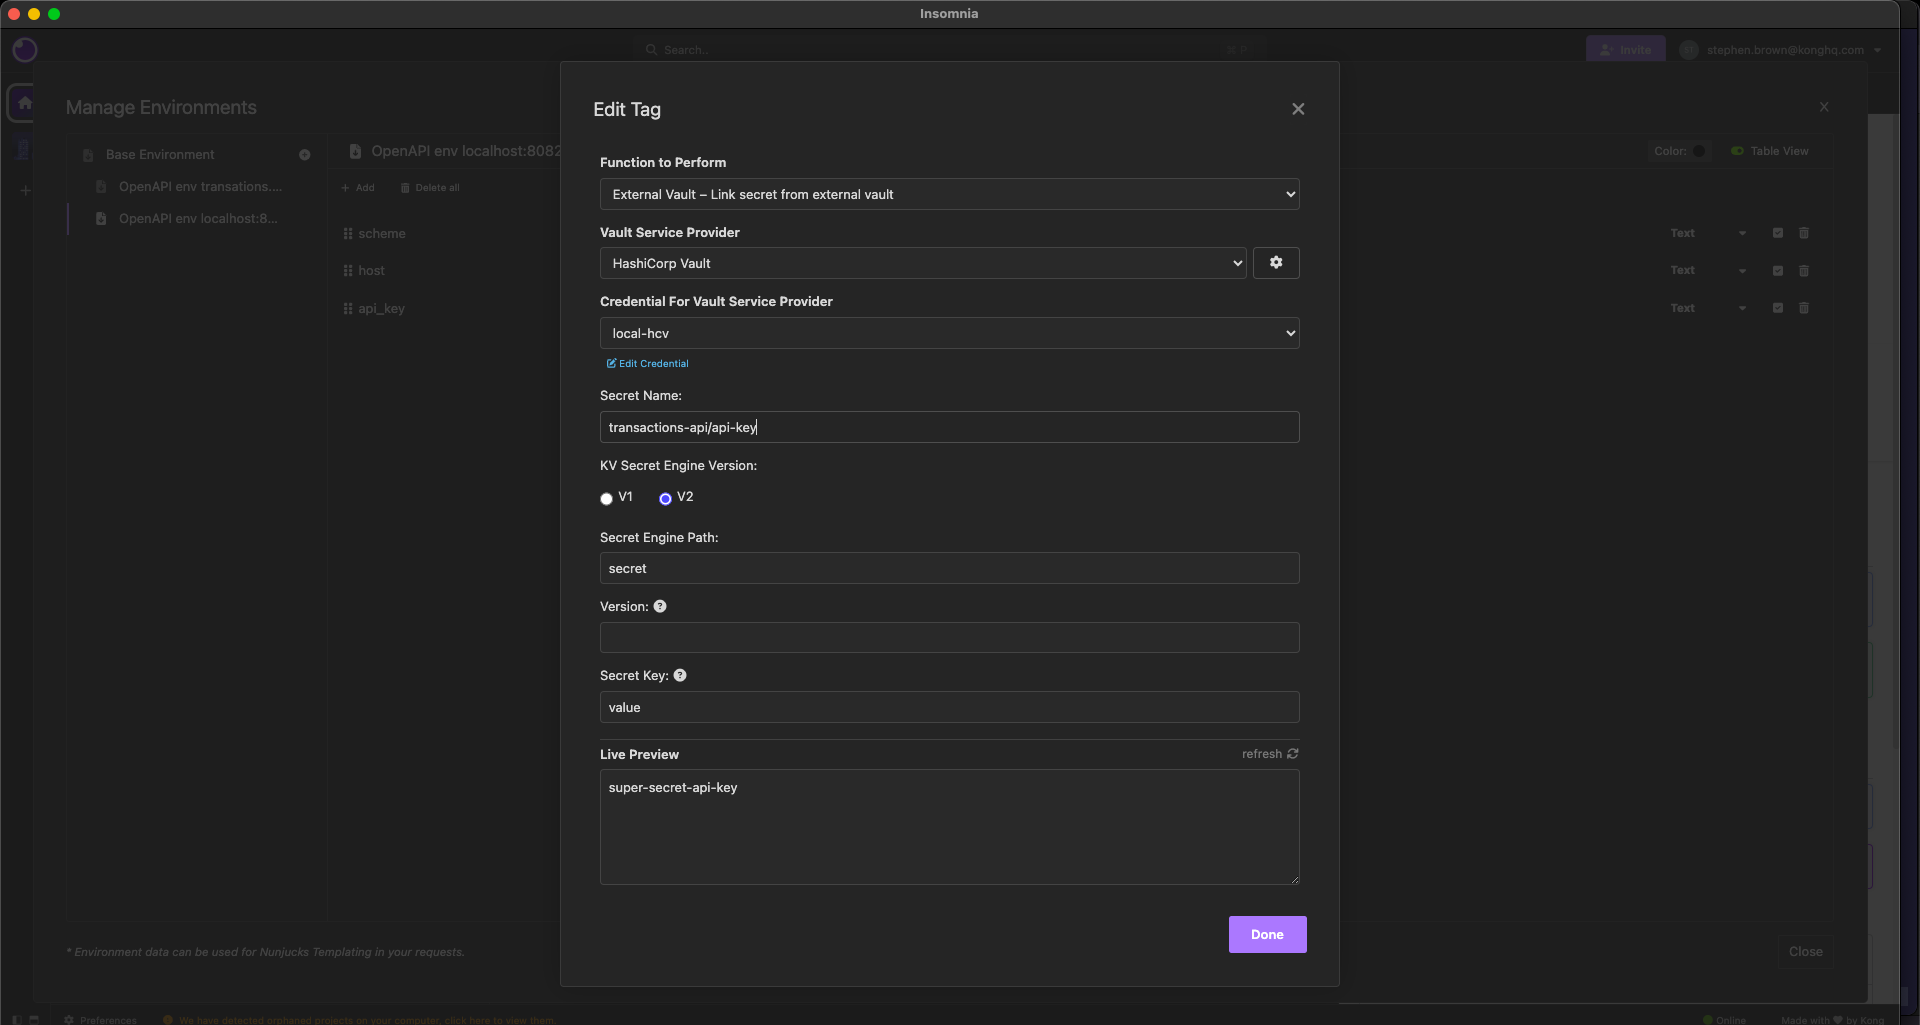 Insomnia
Search..
⌘ P
Invite
stephen.brown@konghq.com
Manage Environments
Base Environment
OpenAPI env transations....
OpenAPI env localhost:8...
OpenAPI env localhost:8082
Color:
Table View
Add
Delete all
scheme
Text
host
Text
api_key
Text
Edit Tag
Function to Perform
External Vault – Link secret from external vault
Vault Service Provider
HashiCorp Vault
Credential For Vault Service Provider
local-hcv
Edit Credential
Secret Name:
transactions-api/api-key
KV Secret Engine Version:
V1
V2
Secret Engine Path:
secret
Version:
Secret Key:
value
Live Preview
refresh
super-secret-api-key
Done
* Environment data can be used for Nunjucks Templating in your requests.
Close
Preferences
We have detected orphaned projects on your computer, click here to view them.
Online
Made with ♥ by Kong